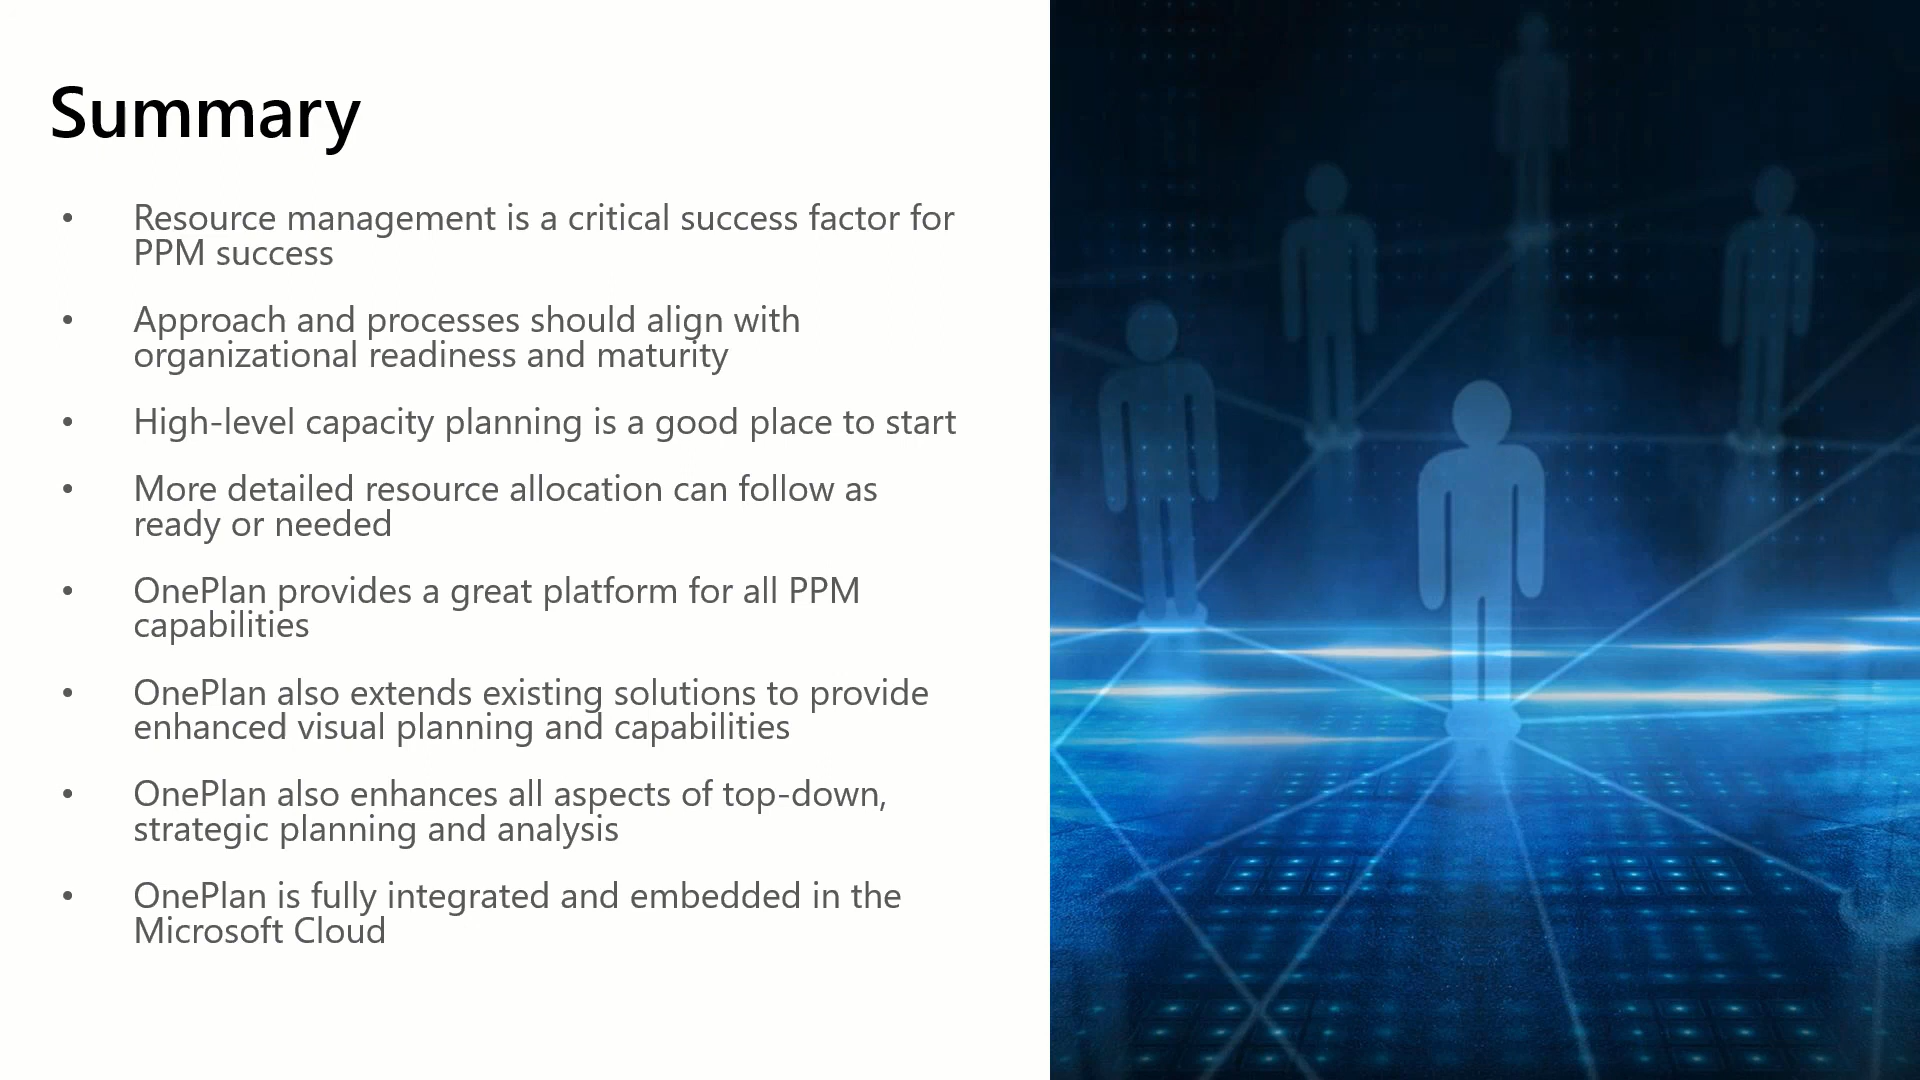 Summary
• Resource management is a critical success factor for
PPM success
• Approach and processes should align with
organizational readiness and maturity
• High-level capacity planning is a good place to start
• More detailed resource allocation can follow as
ready or needed
• OnePlan provides a great platform for all PPM
capabilities
• OnePlan also extends existing solutions to provide
enhanced visual planning and capabilities
• OnePlan also enhances all aspects of top-down,
strategic planning and analysis
• OnePlan is fully integrated and embedded in the
Microsoft Cloud